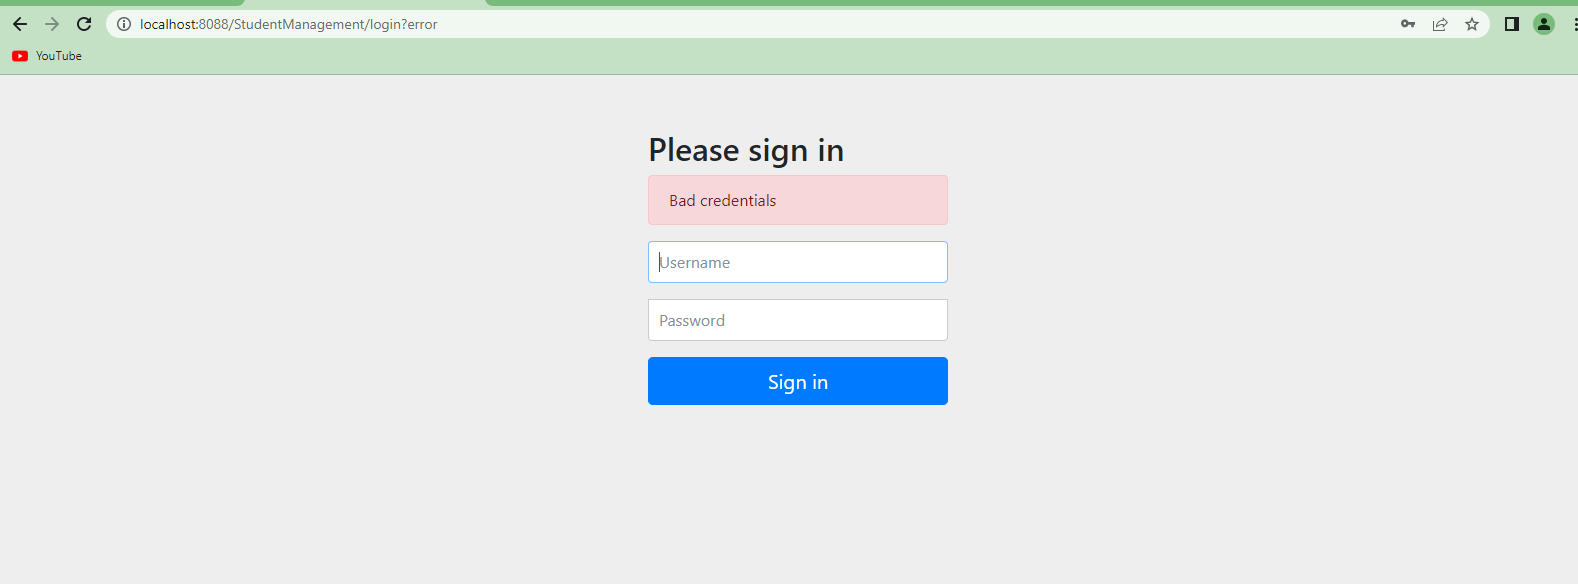 localhost:8088/StudentManagement/login?error
YouTube
Please sign in
Bad credentials
Username
Password
Sign in